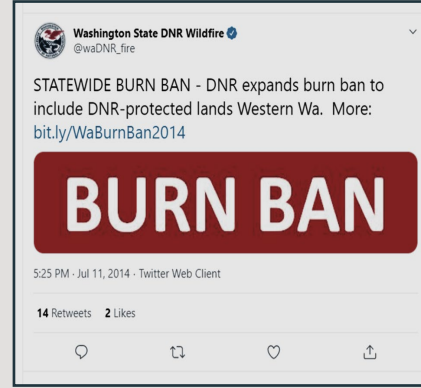 Washington State DNR Wildfire
@waDNR_fire
STATEWIDE BURN BAN - DNR expands burn ban to
include DNR-protected lands Western Wa. More:
bit.ly/WaBurnBan2014
BURN BAN
5:25 PM · Jul 11, 2014 · Twitter Web Client
14 Retweets 2 Likes